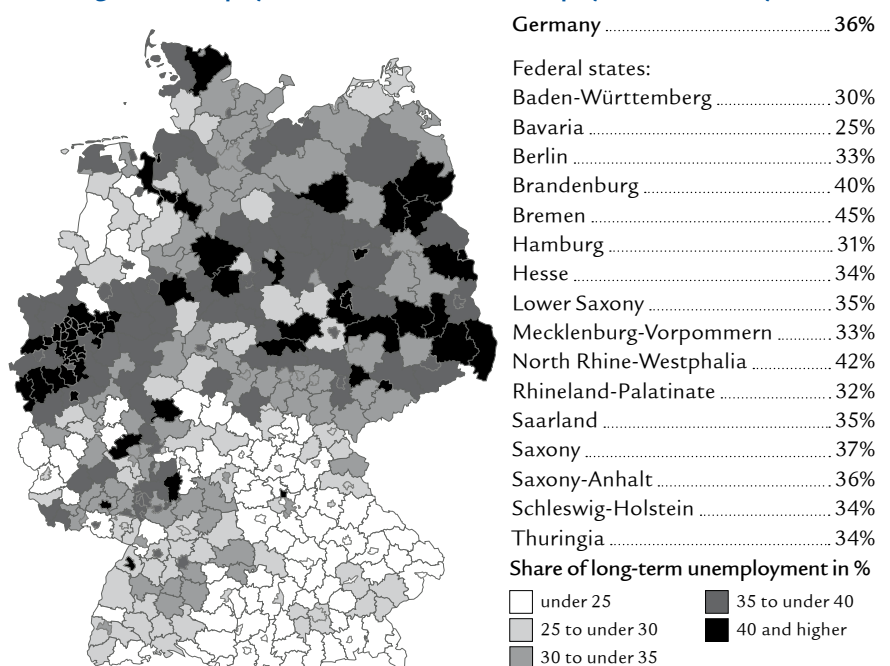 Germany 36%
Federal states:
Baden-Württemberg 30%
Bavaria 25%
Berlin 33%
Brandenburg 40%
Bremen 45%
Hamburg 31%
Hesse 34%
Lower Saxony 35%
Mecklenburg-Vorpommern 33%
North Rhine-Westphalia 42%
Rhineland-Palatinate 32%
Saarland 35%
Saxony 37%
Saxony-Anhalt 36%
Schleswig-Holstein 34%
Thuringia 34%
Share of long-term unemployment in %
under 25
35 to under 40
25 to under 30
40 and higher
30 to under 35